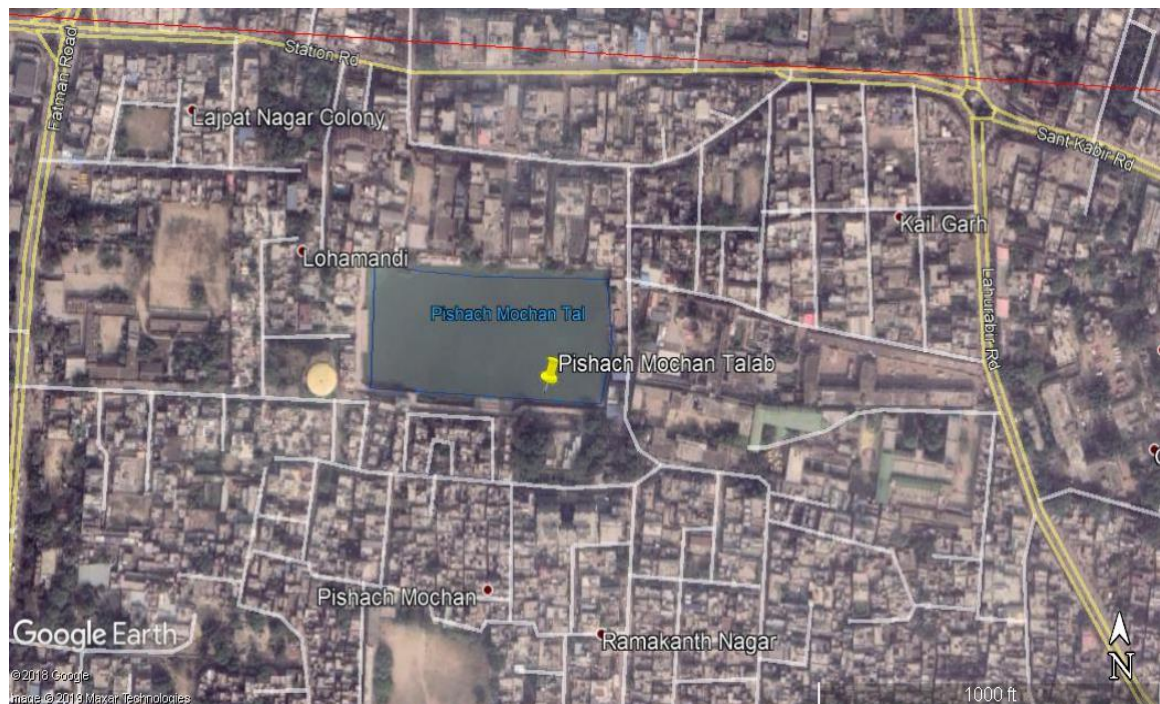 Station Rd
Fatman Road
Lajpat Nagar Colony
Sant Kabir Rd
Kail Garh
Lohamandi
Lahurabir Rd
Pishach Mochan Tal
Pishach Mochan Talab
Pishach Mochan
Ramakanth Nagar
Google Earth
N
©2018 Google
Image © 2019 Maxar Technologies
1000 ft